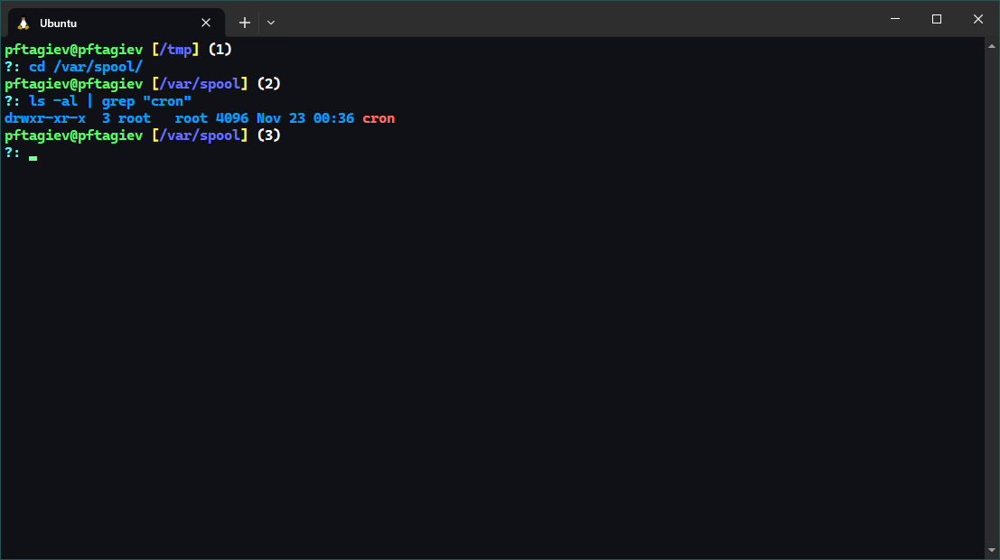 Ubuntu
pftagiev@pftagiev [/tmp] (1)
?: cd /var/spool/
pftagiev@pftagiev [/var/spool] (2)
?: ls -al | grep "cron"
drwxr-xr-x  3 root   root 4096 Nov 23 00:36 cron
pftagiev@pftagiev [/var/spool] (3)
?: